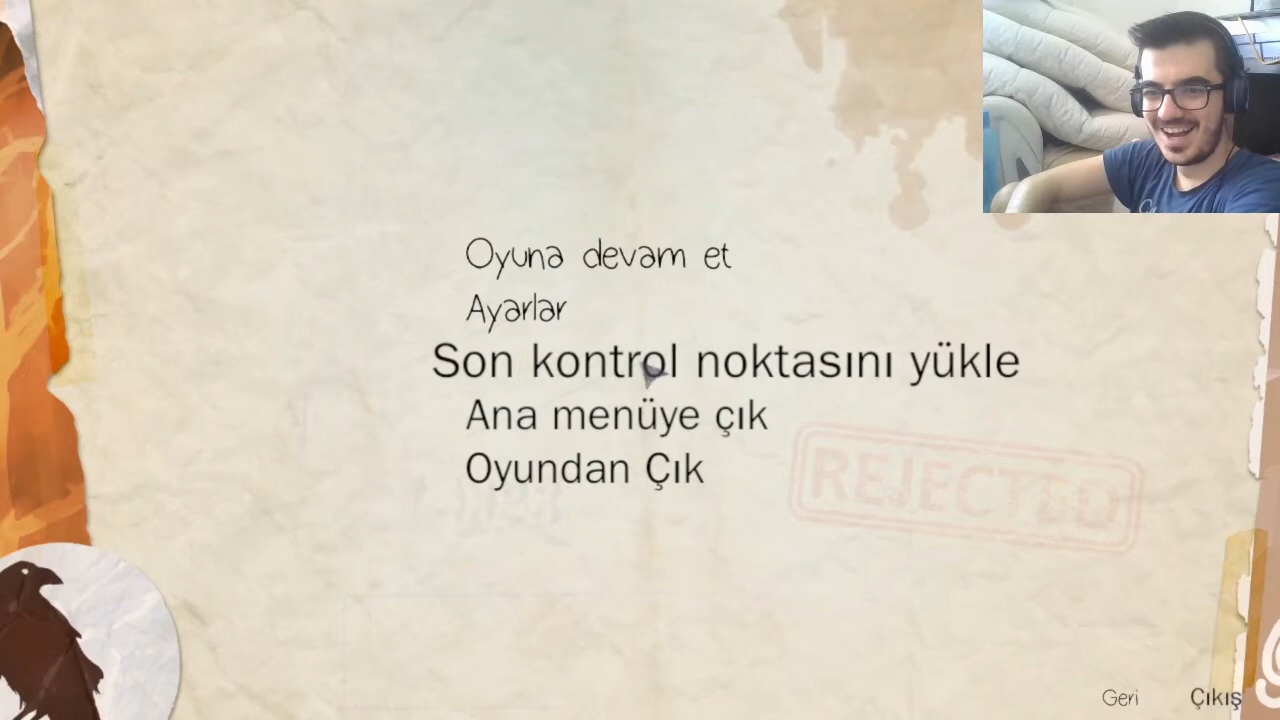 Oyuna devam et
Ayarlar
Son kontrol noktasını yükle
Ana menüye çık
Oyundan Çık
REJECTED
Geri
Çıkış